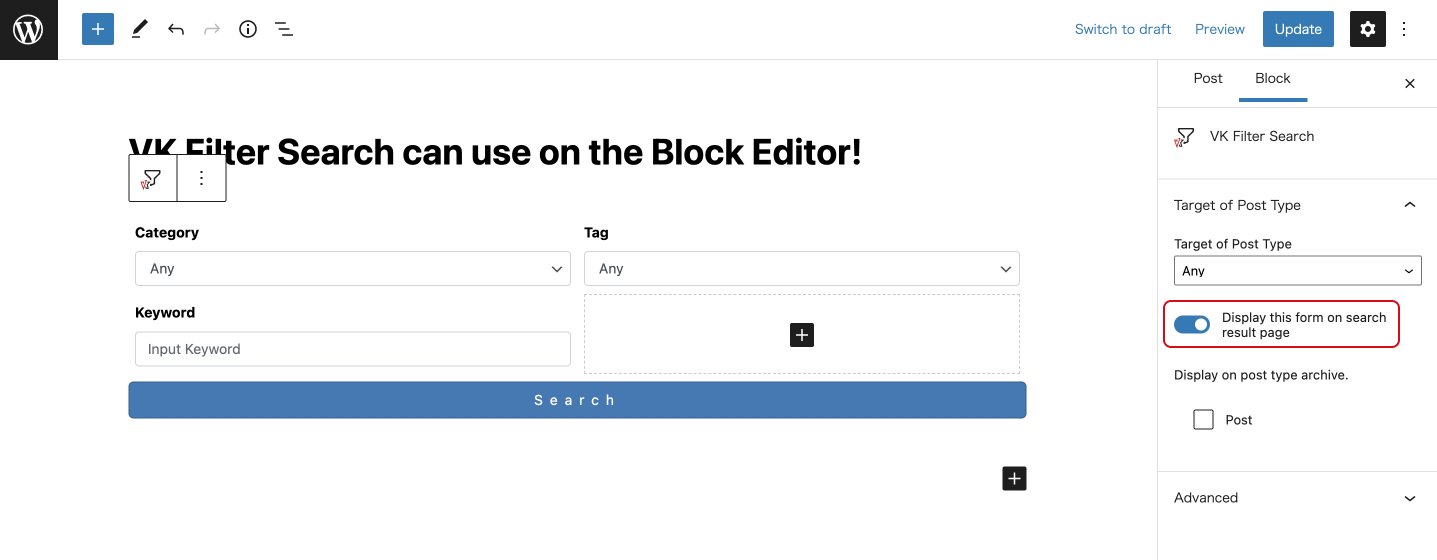 Switch to draft
Preview
Update
Post
Block
VK Filter Search can use on the Block Editor!
VK Filter Search
Category
Tag
Any
Any
Keyword
Input Keyword
Search
Target of Post Type
Target of Post Type
Any
Display this form on search
result page
Display on post type archive.
Post
Advanced